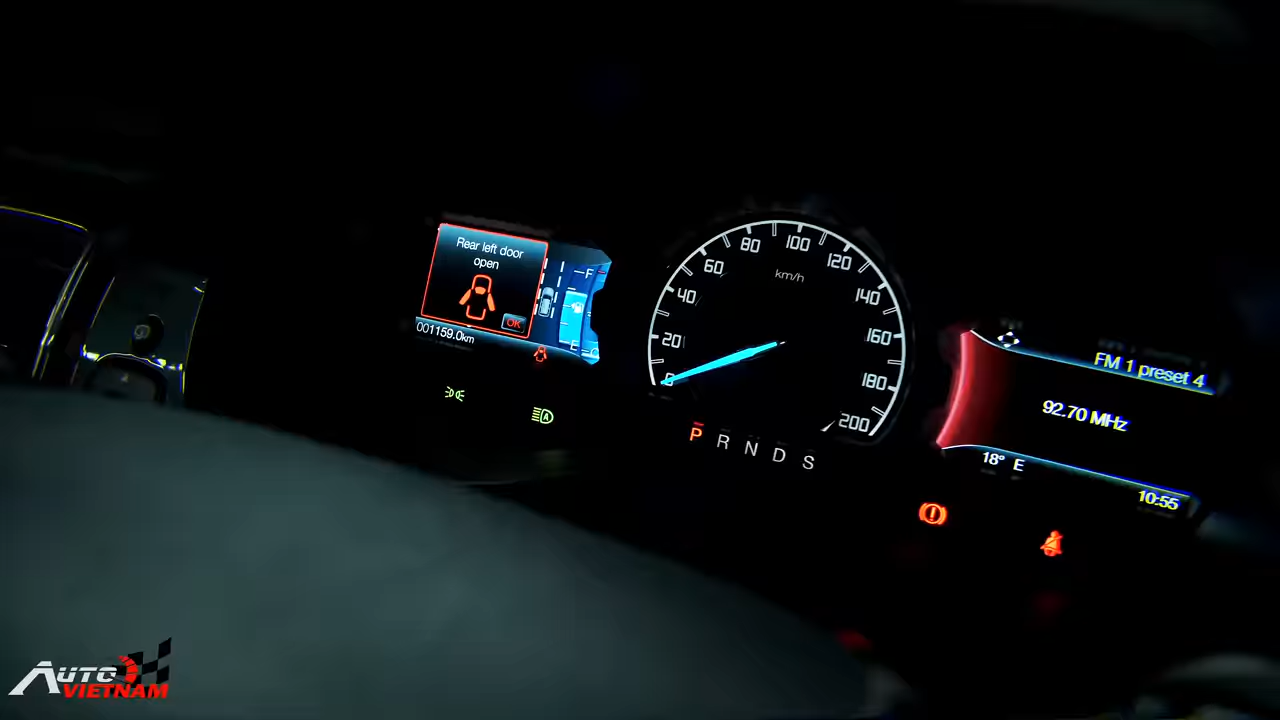 Rear left door
open
OK
001159.0km
F
E
0
20
40
60
80
100
120
140
160
180
200
km/h
P R N D S
FM 1 preset 4
92.70 MHz
18° E
10:55
AUTO
VIETNAM